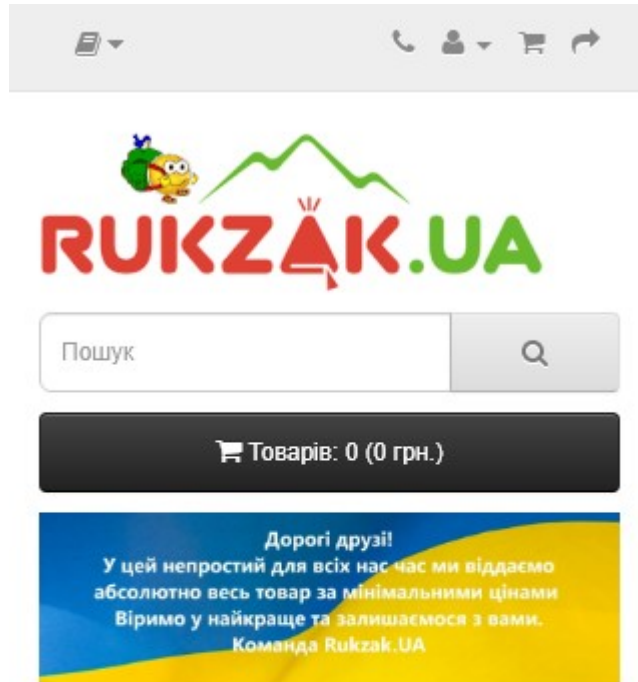 RUKZAK.UA
Пошук
Товарів: 0 (0 грн.)
Дорогі друзі!
У цей непростий для всіх нас час ми віддаємо
абсолютно весь товар за мінімальними цінами
Віримо у найкраще та залишаємося з вами.
Команда Rukzak.UA